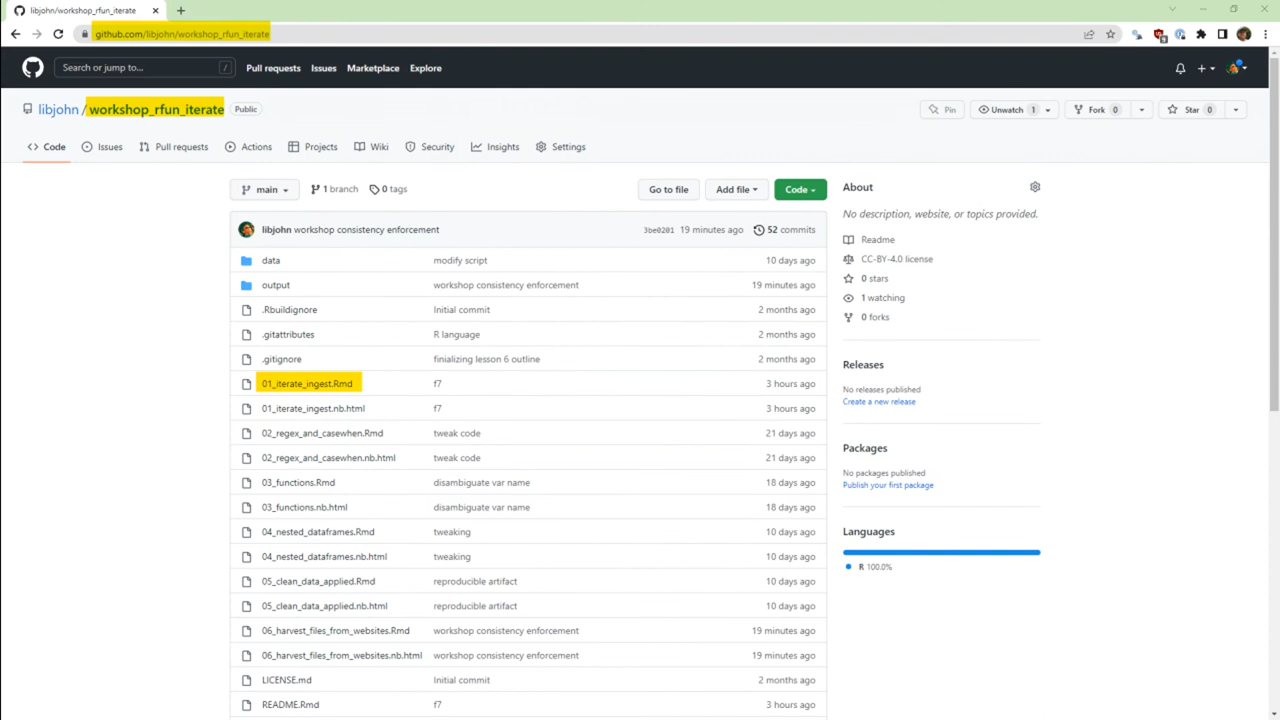 libjohn/workshop_rfun_iterate
github.com/libjohn/workshop_rfun_iterate
Search or jump to... /
Pull requests Issues Marketplace Explore
libjohn / workshop_rfun_iterate Public
Pin Unwatch 1 Fork 0 Star 0
Code Issues Pull requests Actions Projects Wiki Security Insights Settings
main 1 branch 0 tags Go to file Add file Code
libjohn workshop consistency enforcement 3be0201 19 minutes ago 52 commits
data modify script 10 days ago
output workshop consistency enforcement 19 minutes ago
.Rbuildignore Initial commit 2 months ago
.gitattributes R language 2 months ago
.gitignore finializing lesson 6 outline 2 months ago
01_iterate_ingest.Rmd f7 3 hours ago
01_iterate_ingest.nb.html f7 3 hours ago
02_regex_and_casewhen.Rmd tweak code 21 days ago
02_regex_and_casewhen.nb.html tweak code 21 days ago
03_functions.Rmd disambiguate var name 18 days ago
03_functions.nb.html disambiguate var name 18 days ago
04_nested_dataframes.Rmd tweaking 10 days ago
04_nested_dataframes.nb.html tweaking 10 days ago
05_clean_data_applied.Rmd reproducible artifact 10 days ago
05_clean_data_applied.nb.html reproducible artifact 10 days ago
06_harvest_files_from_websites.Rmd workshop consistency enforcement 19 minutes ago
06_harvest_files_from_websites.nb.html workshop consistency enforcement 19 minutes ago
LICENSE.md Initial commit 2 months ago
README.Rmd f7 3 hours ago
About
No description, website, or topics provided.
Readme
CC-BY-4.0 license
0 stars
1 watching
0 forks
Releases
No releases published
Create a new release
Packages
No packages published
Publish your first package
Languages
R 100.0%